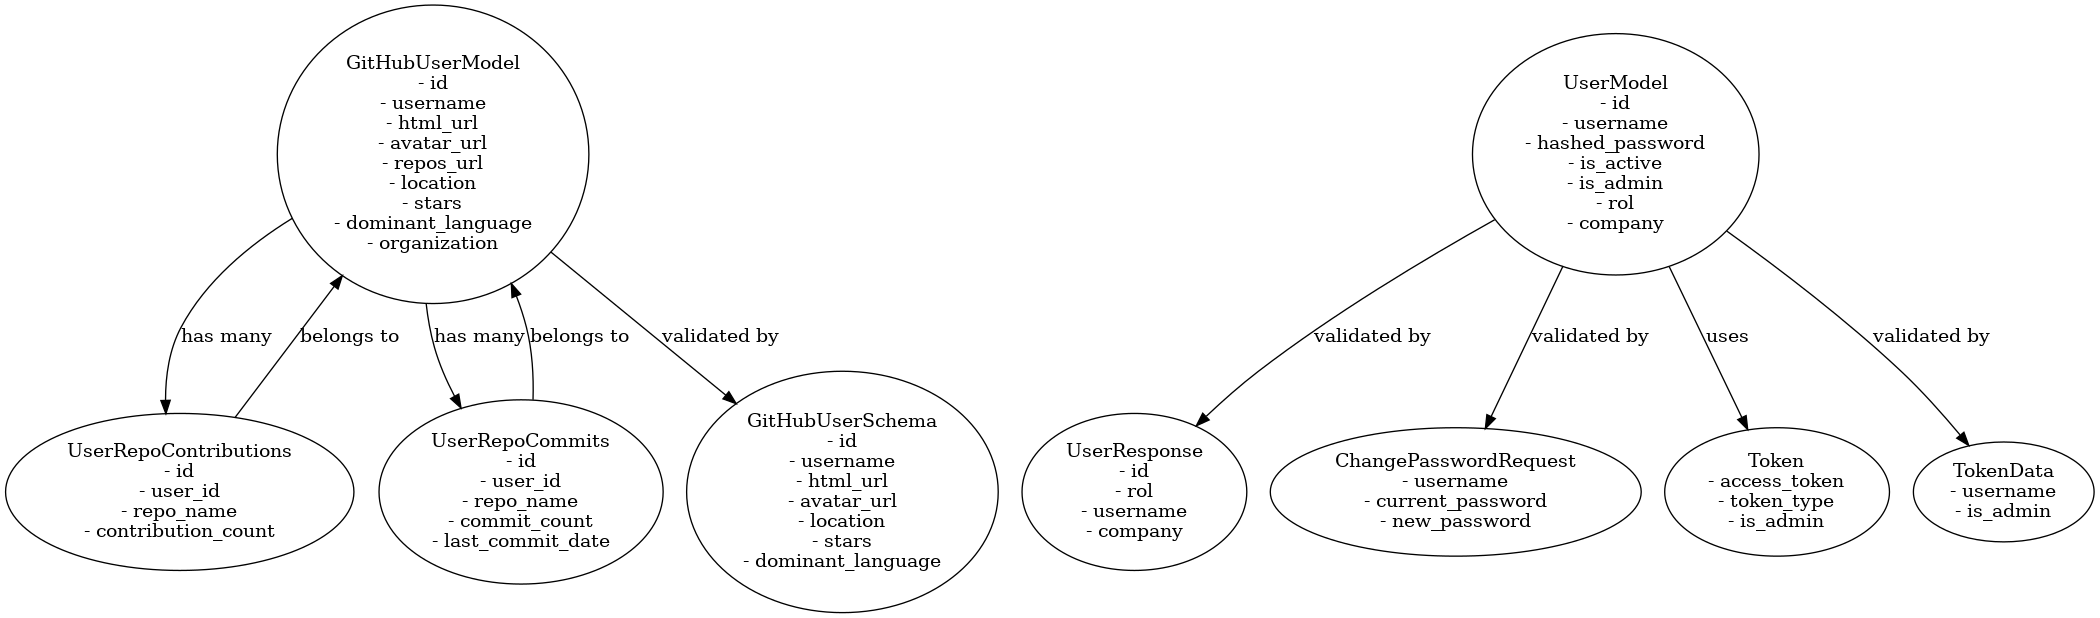 GitHubUserModel
- id
- username
- html_url
- avatar_url
- repos_url
- location
- stars
- dominant_language
- organization
UserModel
- id
- username
- hashed_password
- is_active
- is_admin
- rol
- company
has many
belongs to
has many
belongs to
validated by
validated by
validated by
uses
validated by
UserRepoContributions
- id
- user_id
- repo_name
- contribution_count
UserRepoCommits
- id
- user_id
- repo_name
- commit_count
- last_commit_date
GitHubUserSchema
- id
- username
- html_url
- avatar_url
- location
- stars
- dominant_language
UserResponse
- id
- rol
- username
- company
ChangePasswordRequest
- username
- current_password
- new_password
Token
- access_token
- token_type
- is_admin
TokenData
- username
- is_admin